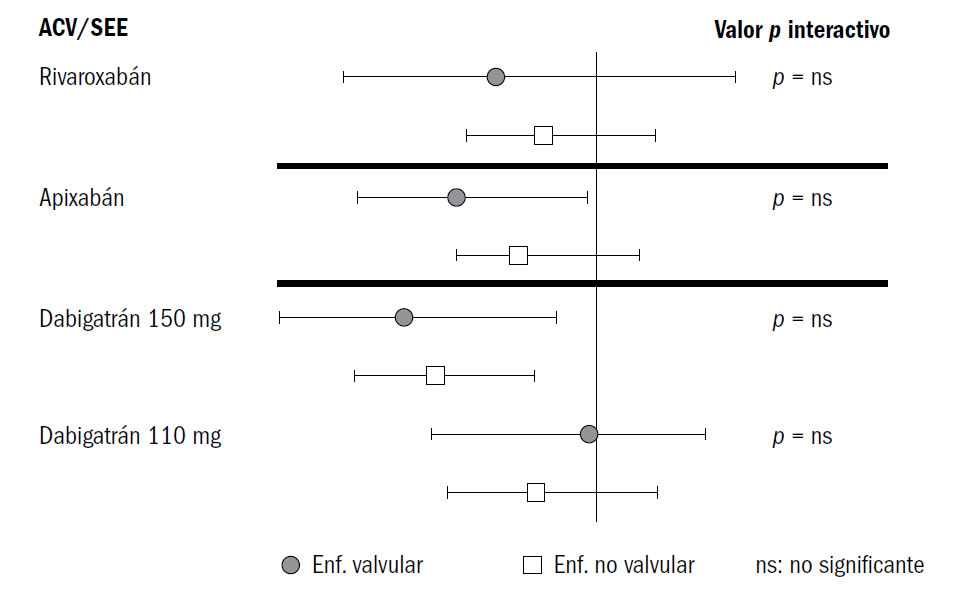 ACV/SEE Valor p interactivo
Rivaroxabán p = ns
Apixabán p = ns
Dabigatrán 150 mg p = ns
Dabigatrán 110 mg p = ns
Enf. valvular Enf. no valvular ns: no significante